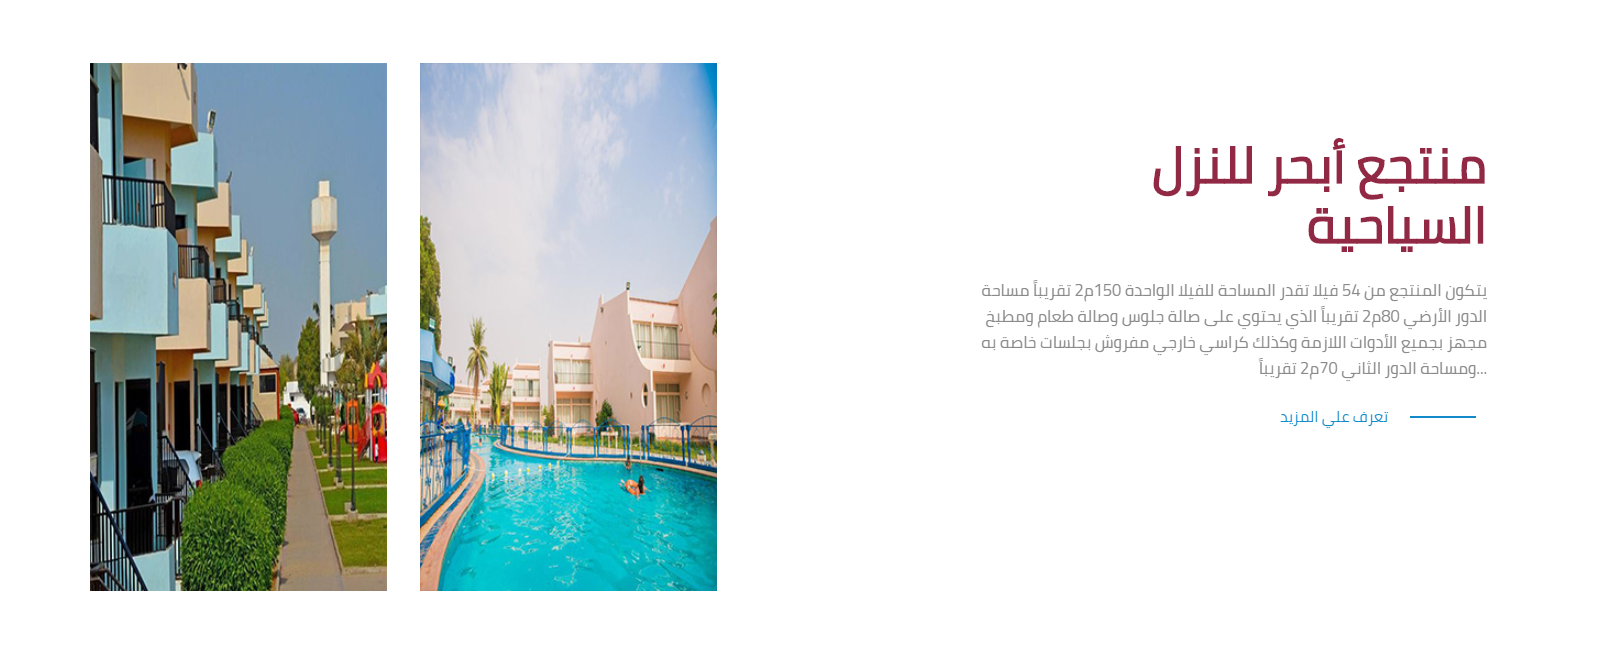 منتجع أبحر للنزل
السياحية
يتكون المنتجع من 54 فيلا تقدر المساحة للفيلا الواحدة 150م2 تقريباً مساحة
الدور الأرضي 80م2 تقريباً الذي يحتوي على صالة جلوس وصالة طعام ومطبخ
مجهز بجميع الأدوات اللازمة وكذلك كراسي خارجي مفروش بجلسات خاصة به
...ومساحة الدور الثاني 70م2 تقريباً
تعرف علي المزيد